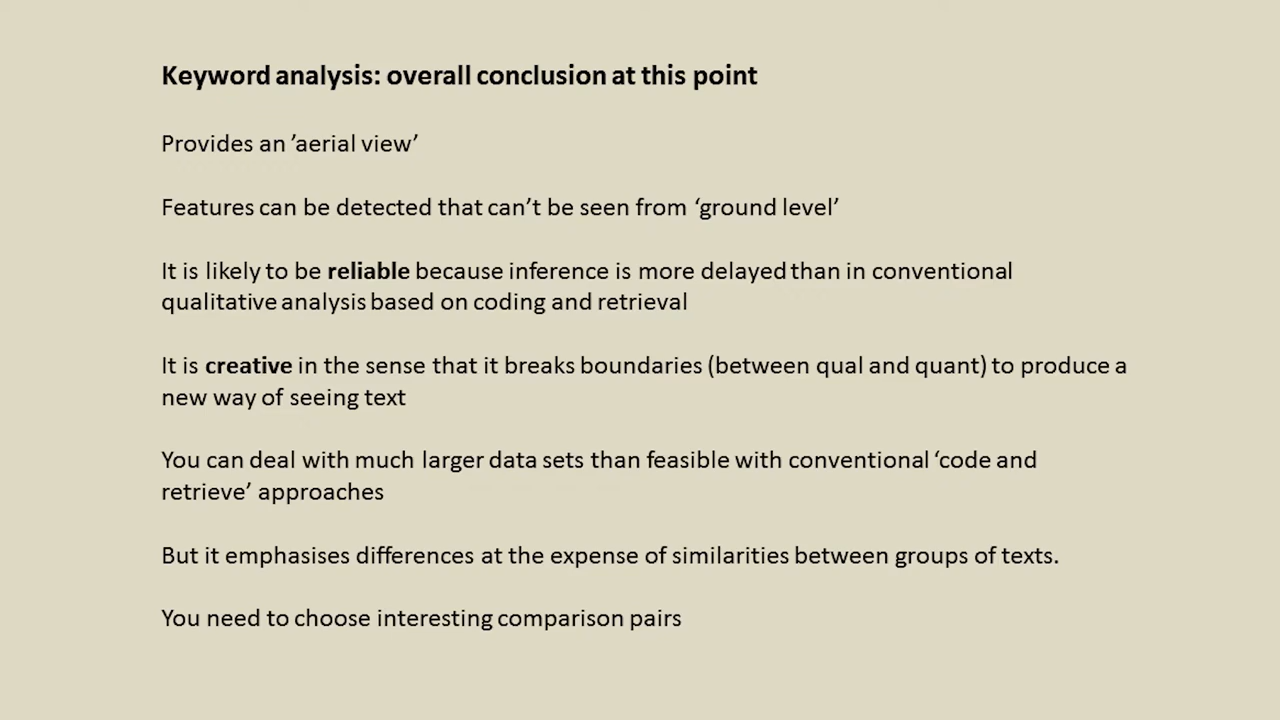 Keyword analysis: overall conclusion at this point
Provides an ’aerial view’
Features can be detected that can’t be seen from ‘ground level’
It is likely to be reliable because inference is more delayed than in conventional
qualitative analysis based on coding and retrieval
It is creative in the sense that it breaks boundaries (between qual and quant) to produce a
new way of seeing text
You can deal with much larger data sets than feasible with conventional ‘code and
retrieve’ approaches
But it emphasises differences at the expense of similarities between groups of texts.
You need to choose interesting comparison pairs